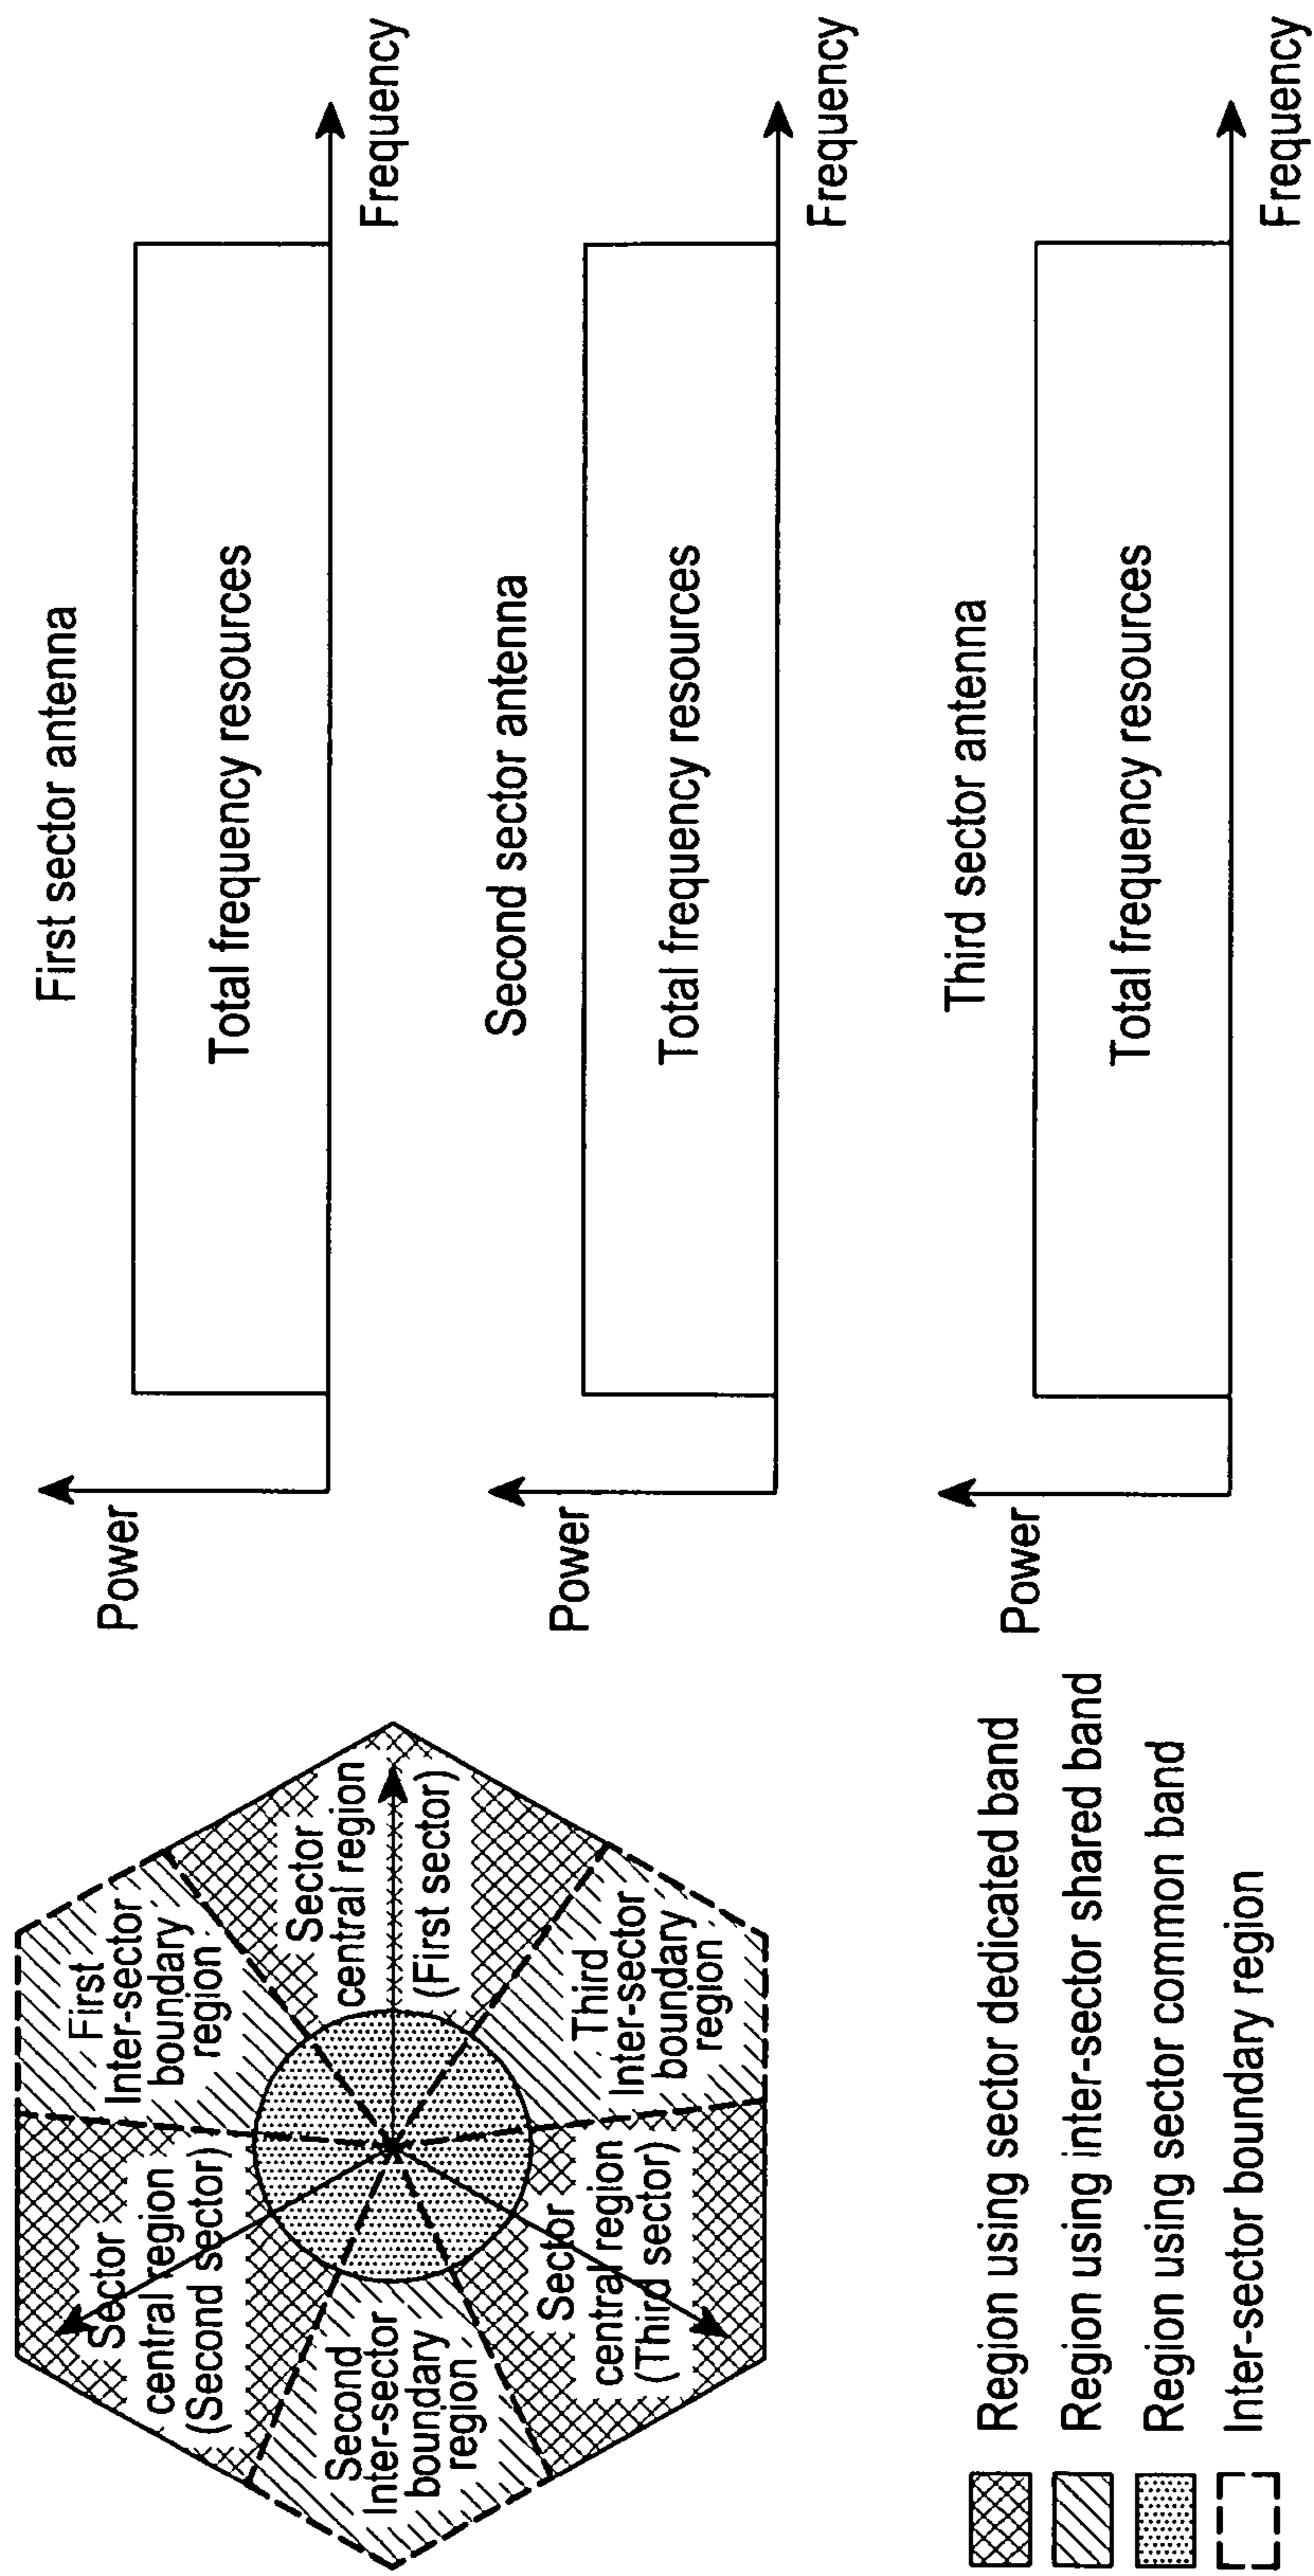 First
Inter-sector
boundary
region
Sector
central region
(Second sector)
Sector
central region
(First sector)
Second
Inter-sector
boundary
region
Third
Inter-sector
boundary
region
Sector
central region
(Third sector)
Region using sector dedicated band
Region using inter-sector shared band
Region using sector common band
Inter-sector boundary region
First sector antenna
Power
Total frequency resources
Frequency
Second sector antenna
Power
Total frequency resources
Frequency
Third sector antenna
Power
Total frequency resources
Frequency